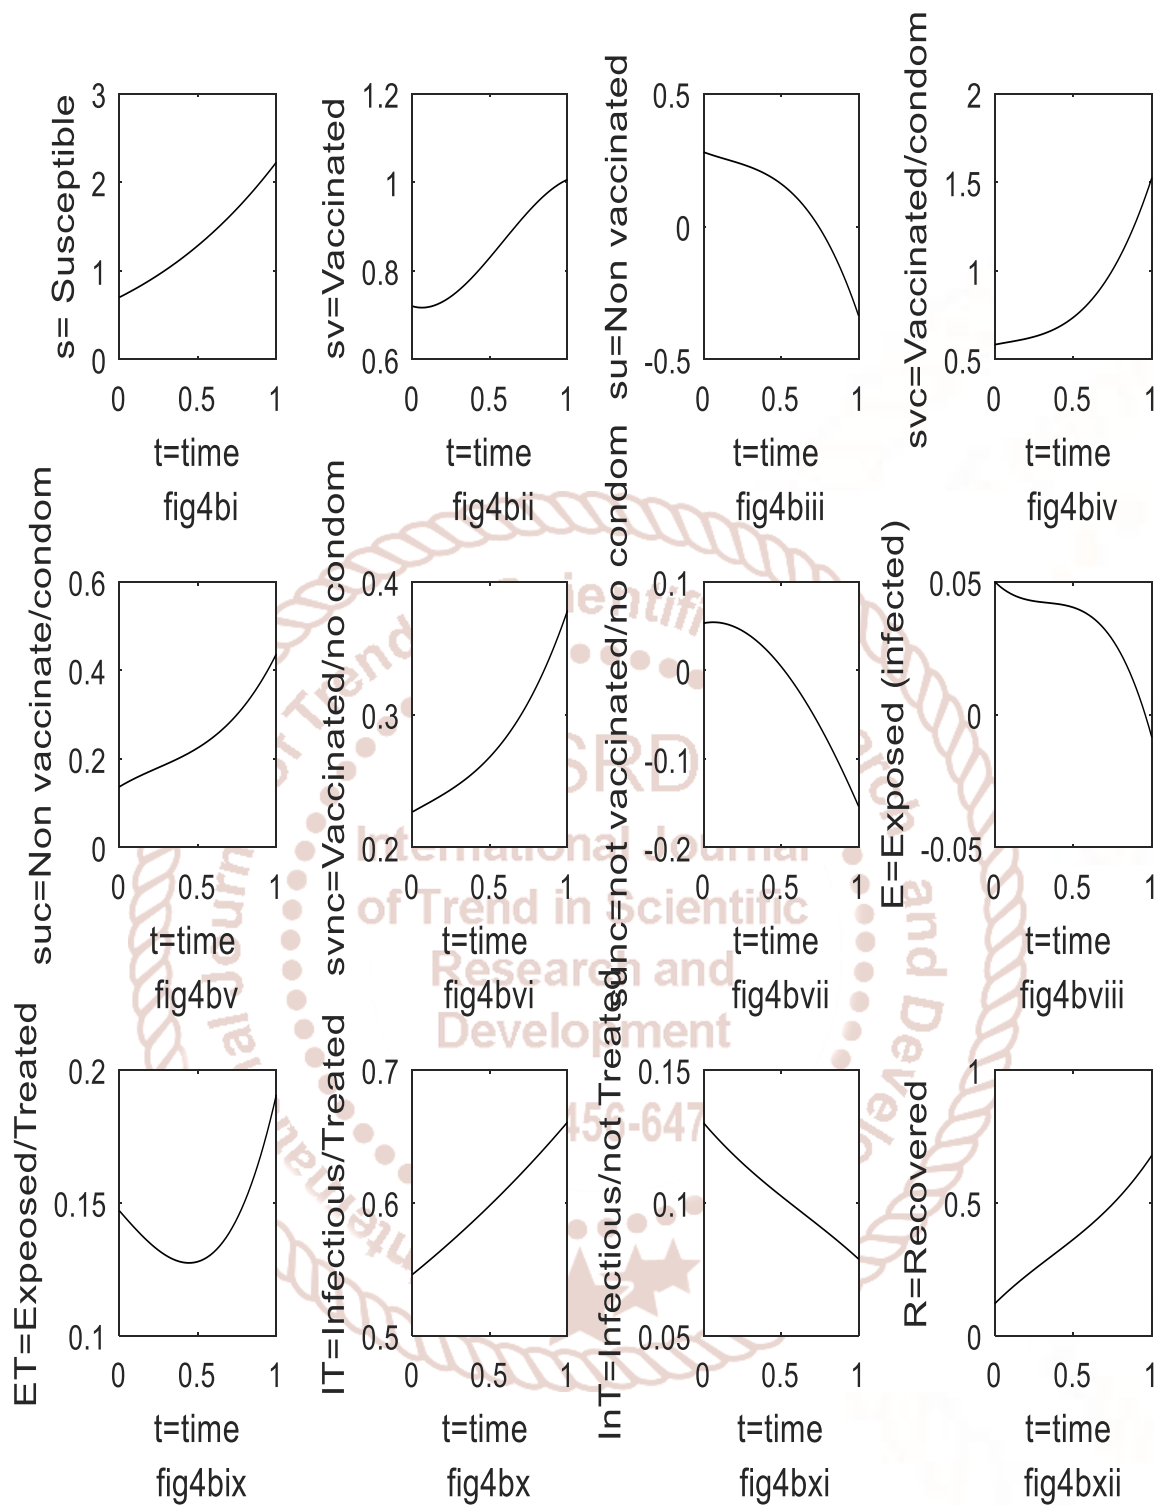 s= Susceptible
3
2
1
0
0 0.5 1
t=time
fig4bi
sv=Vaccinated
1.2
1
0.8
0.6
0 0.5 1
t=time
fig4bii
su=Non vaccinated
0.5
0
-0.5
0 0.5 1
t=time
fig4biii
svc=Vaccinated/condom
2
1.5
1
0.5
0 0.5 1
t=time
fig4biv
suc=Non vaccinate/condom
0.6
0.4
0.2
0
0 0.5 1
t=time
fig4bv
svnc=Vaccinated/no condom
0.4
0.3
0.2
0 0.5 1
t=time
fig4bvi
sunc=not vaccinated/no condom
0.1
0
-0.1
-0.2
0 0.5 1
t=time
fig4bvii
E=Exposed (infected)
0.05
0
-0.05
0 0.5 1
t=time
fig4bviii
ET=Expeosed/Treated
0.2
0.15
0.1
0 0.5 1
t=time
fig4bix
IT=Infectious/Treated
0.7
0.6
0.5
0 0.5 1
t=time
fig4bx
InT=Infectious/not Treated
0.15
0.1
0.05
0 0.5 1
t=time
fig4bxi
R=Recovered
1
0.5
0
0 0.5 1
t=time
fig4bxii
International Journal
of Trend in Scientific
Research and
Development